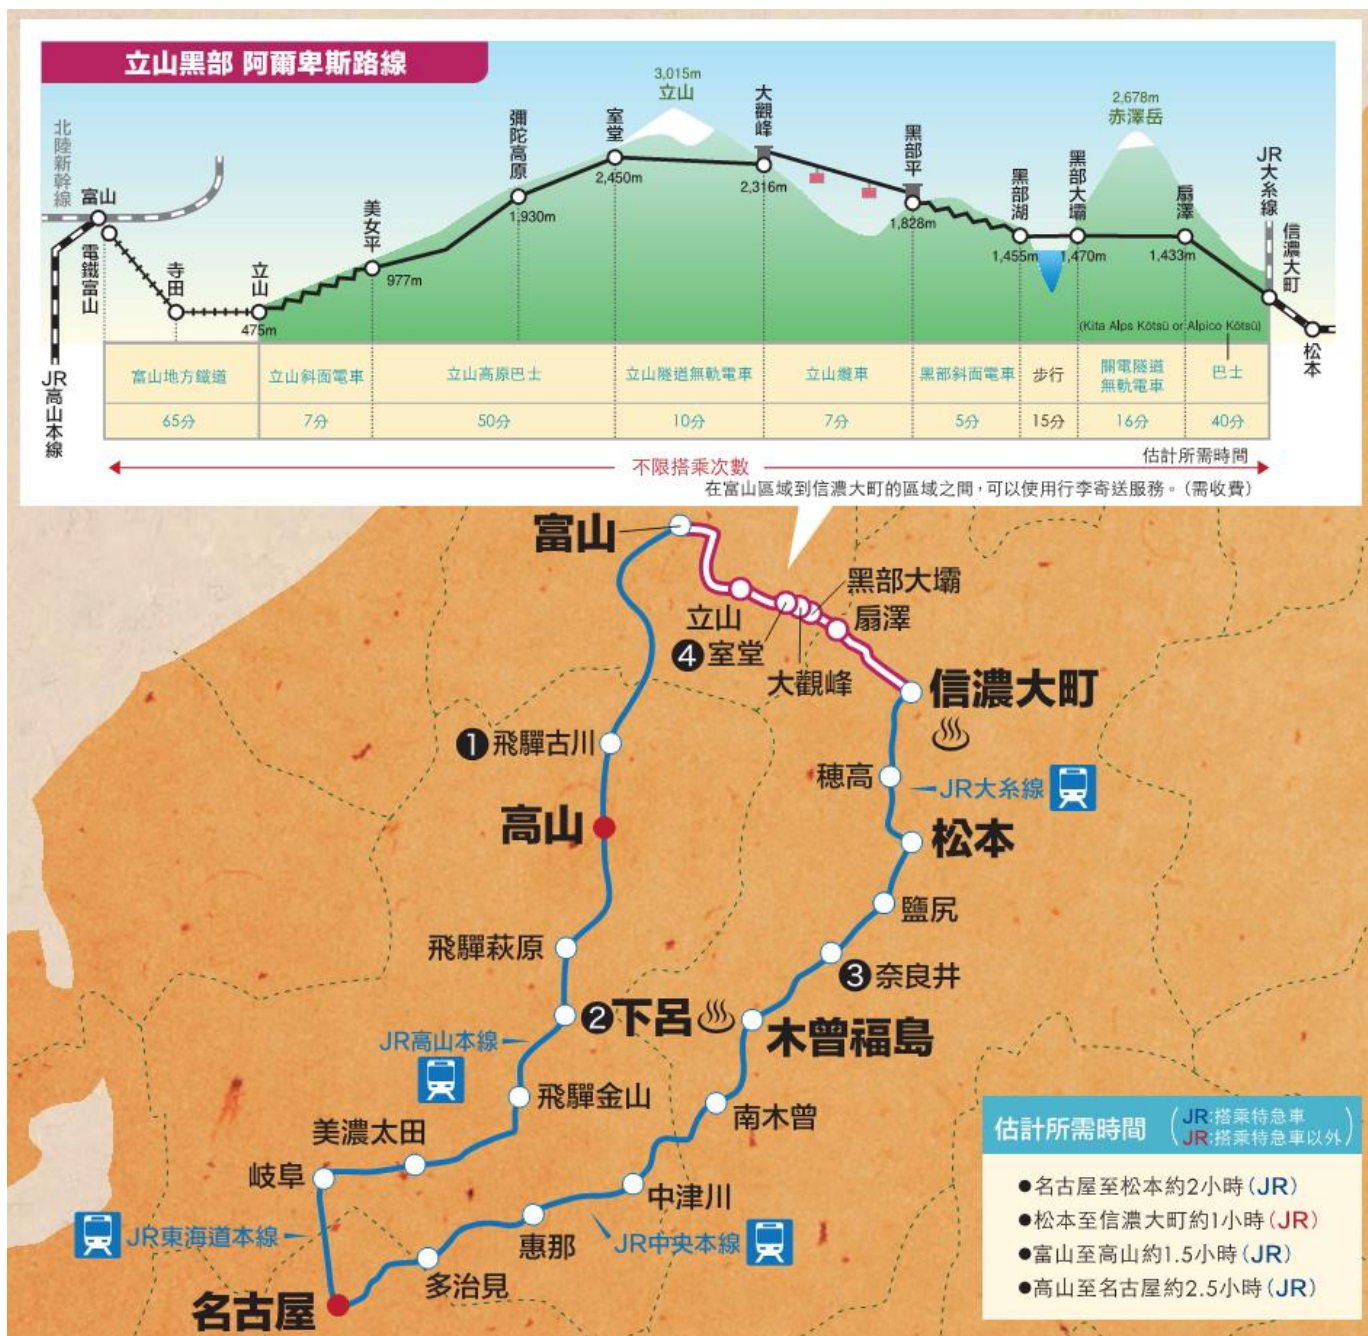 立山黑部 阿爾卑斯路線
北陸新幹線
富山
電鐵富山
寺田
立山
475m
美女平
977m
彌陀高原
1,930m
室堂
2,450m
3,015m
立山
大觀峰
2,316m
黑部平
1,828m
黑部湖
1,455m
黑部大壩
1,470m
2,678m
赤澤岳
扇澤
1,433m
JR大糸線
信濃大町
松本
JR高山本線
(Kita Alps Kōtsū or Alpico Kōtsū)
富山地方鐵道
立山斜面電車
立山高原巴士
立山隧道無軌電車
立山纜車
黑部斜面電車
步行
關電隧道
無軌電車
巴士
65分
7分
50分
10分
7分
5分
15分
16分
40分
估計所需時間
不限搭乘次數
在富山區域到信濃大町的區域之間，可以使用行李寄送服務。(需收費)
富山
立山
❹室堂
大觀峰
黑部大壩
扇澤
信濃大町
❶飛驒古川
穂高
JR大糸線
高山
松本
鹽尻
飛驒萩原
❸奈良井
❷下呂
木曾福島
JR高山本線
飛驒金山
南木曾
美濃太田
岐阜
中津川
JR東海道本線
惠那
JR中央本線
多治見
名古屋
估計所需時間
JR:搭乘特急車
JR:搭乘特急車以外
●名古屋至松本約2小時(JR)
●松本至信濃大町約1小時(JR)
●富山至高山約1.5小時(JR)
●高山至名古屋約2.5小時(JR)